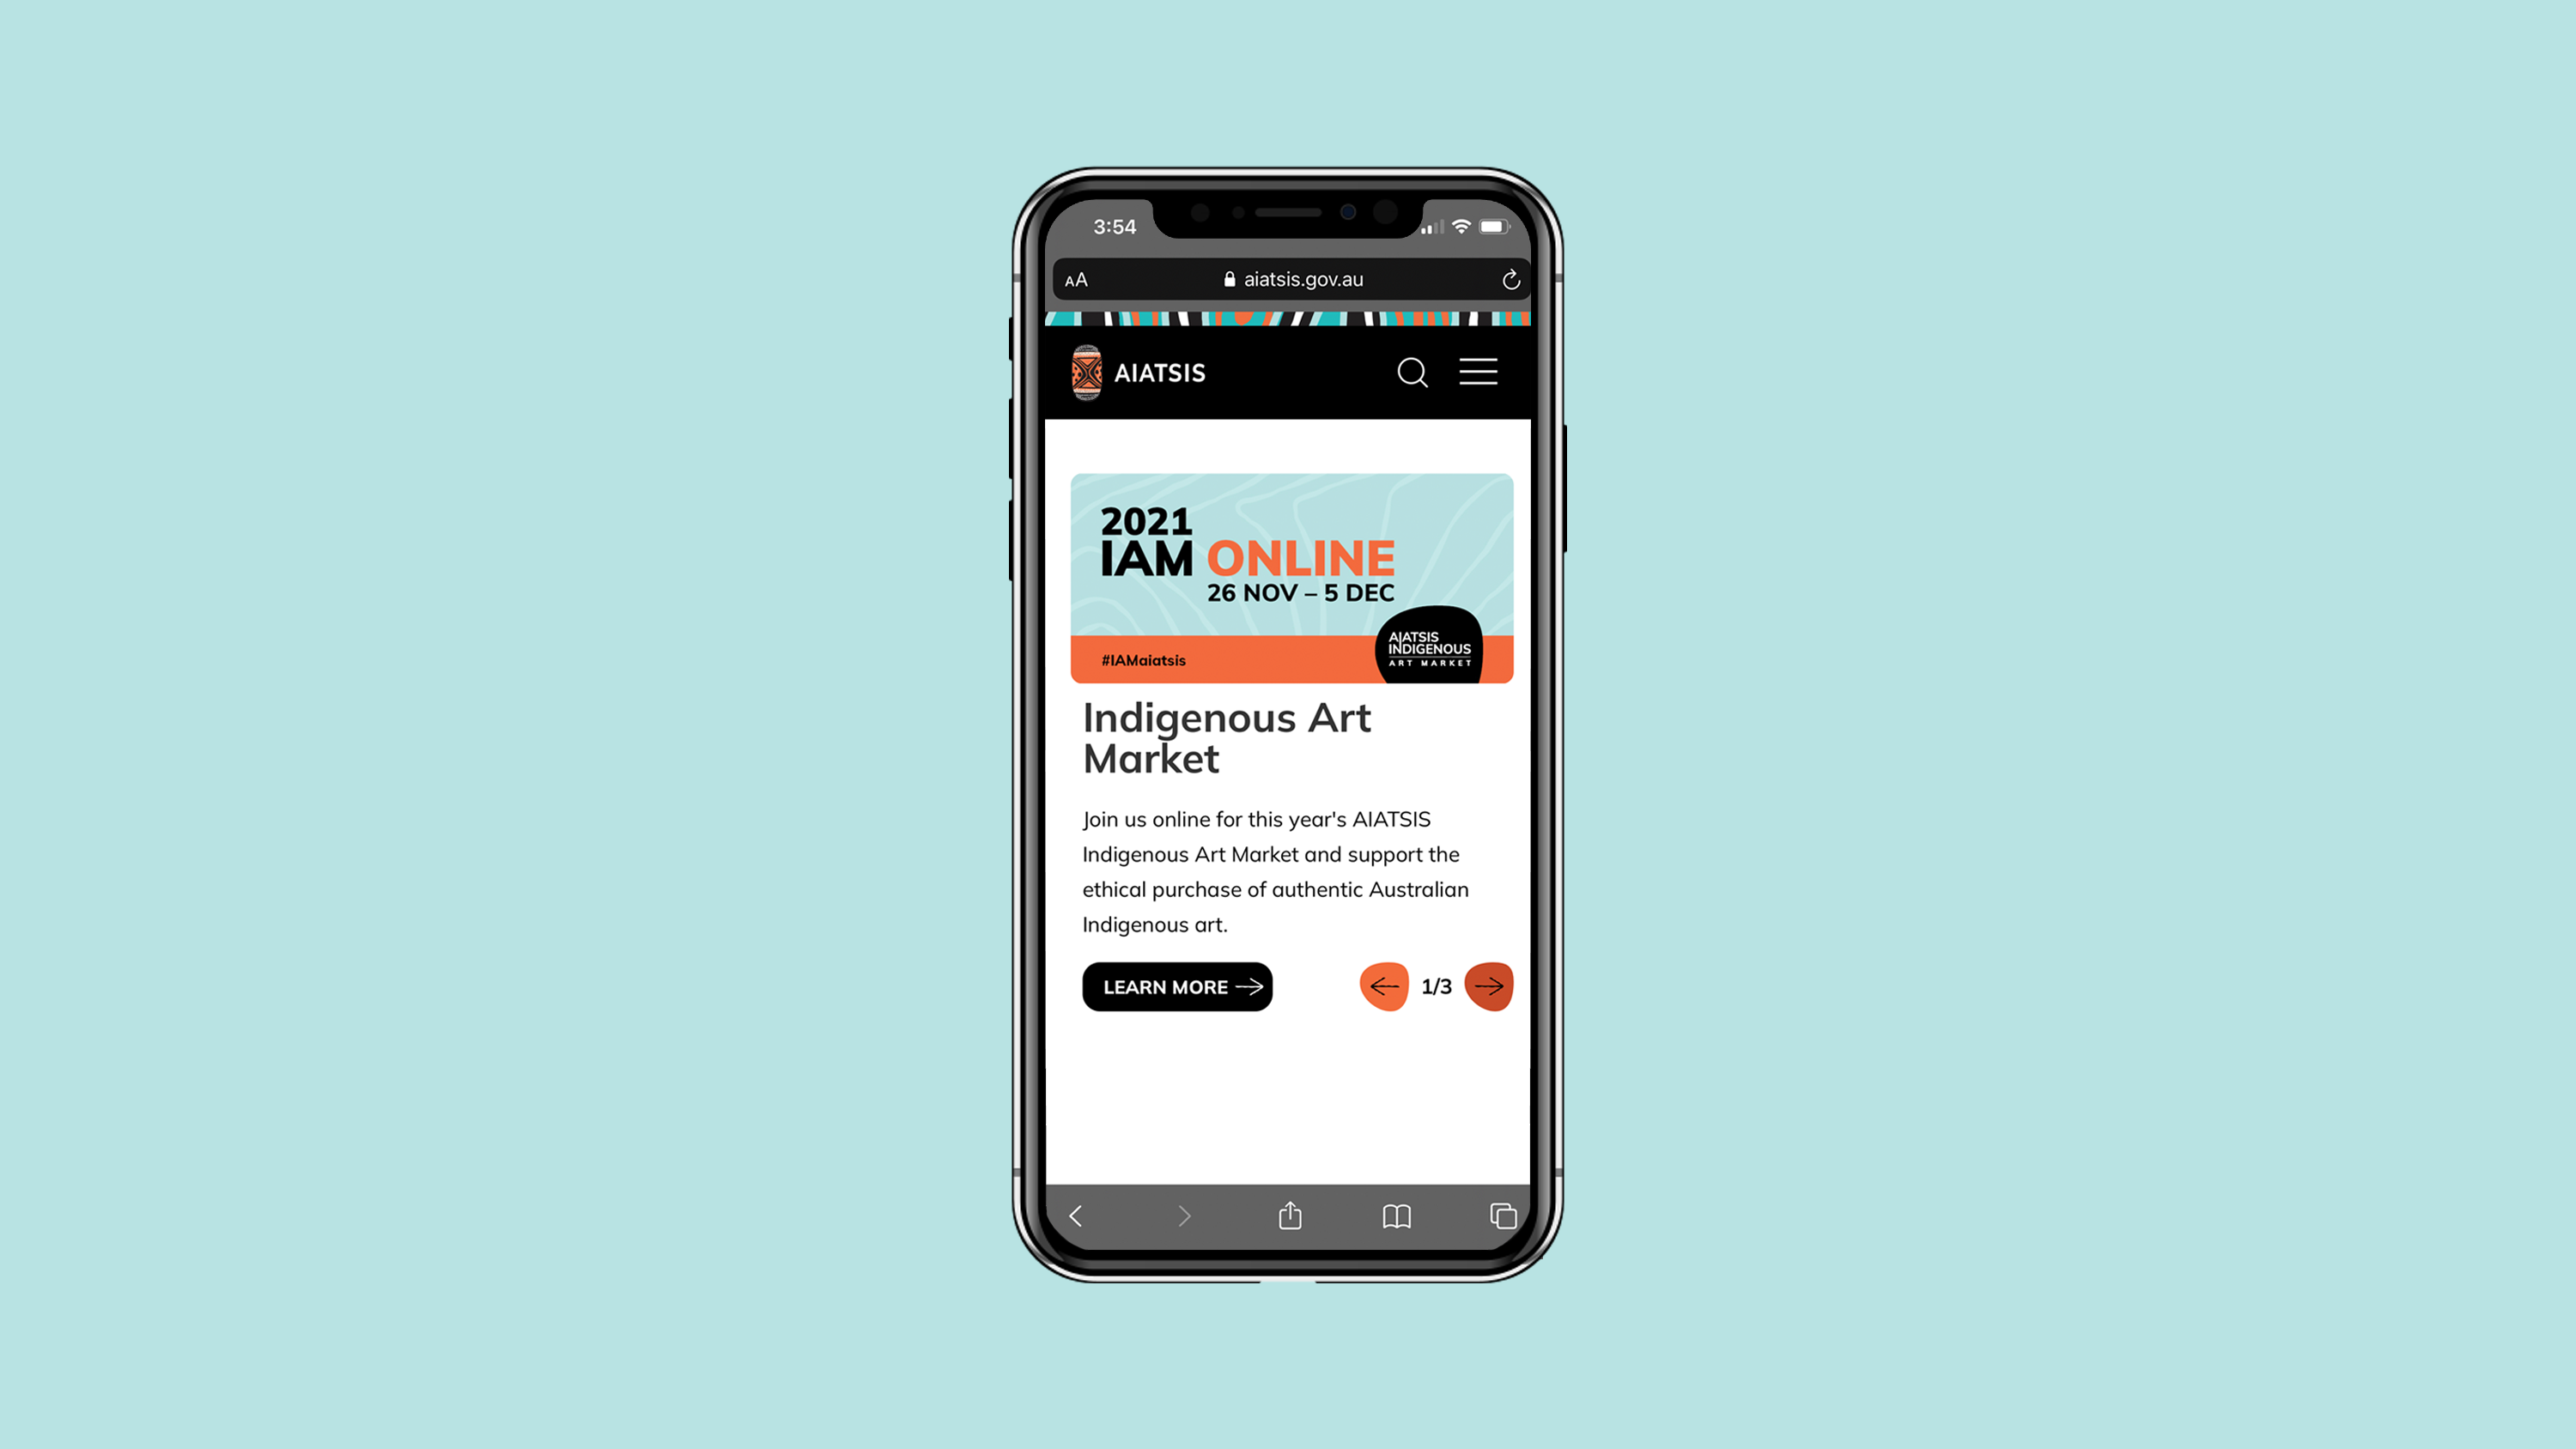 3:54
AA aiatsis.gov.au
AIATSIS
2021
IAM ONLINE
26 NOV – 5 DEC
#IAMaiatsis
AIATSIS
INDIGENOUS
ART MARKET
Indigenous Art
Market
Join us online for this year's AIATSIS
Indigenous Art Market and support the
ethical purchase of authentic Australian
Indigenous art.
LEARN MORE
1/3